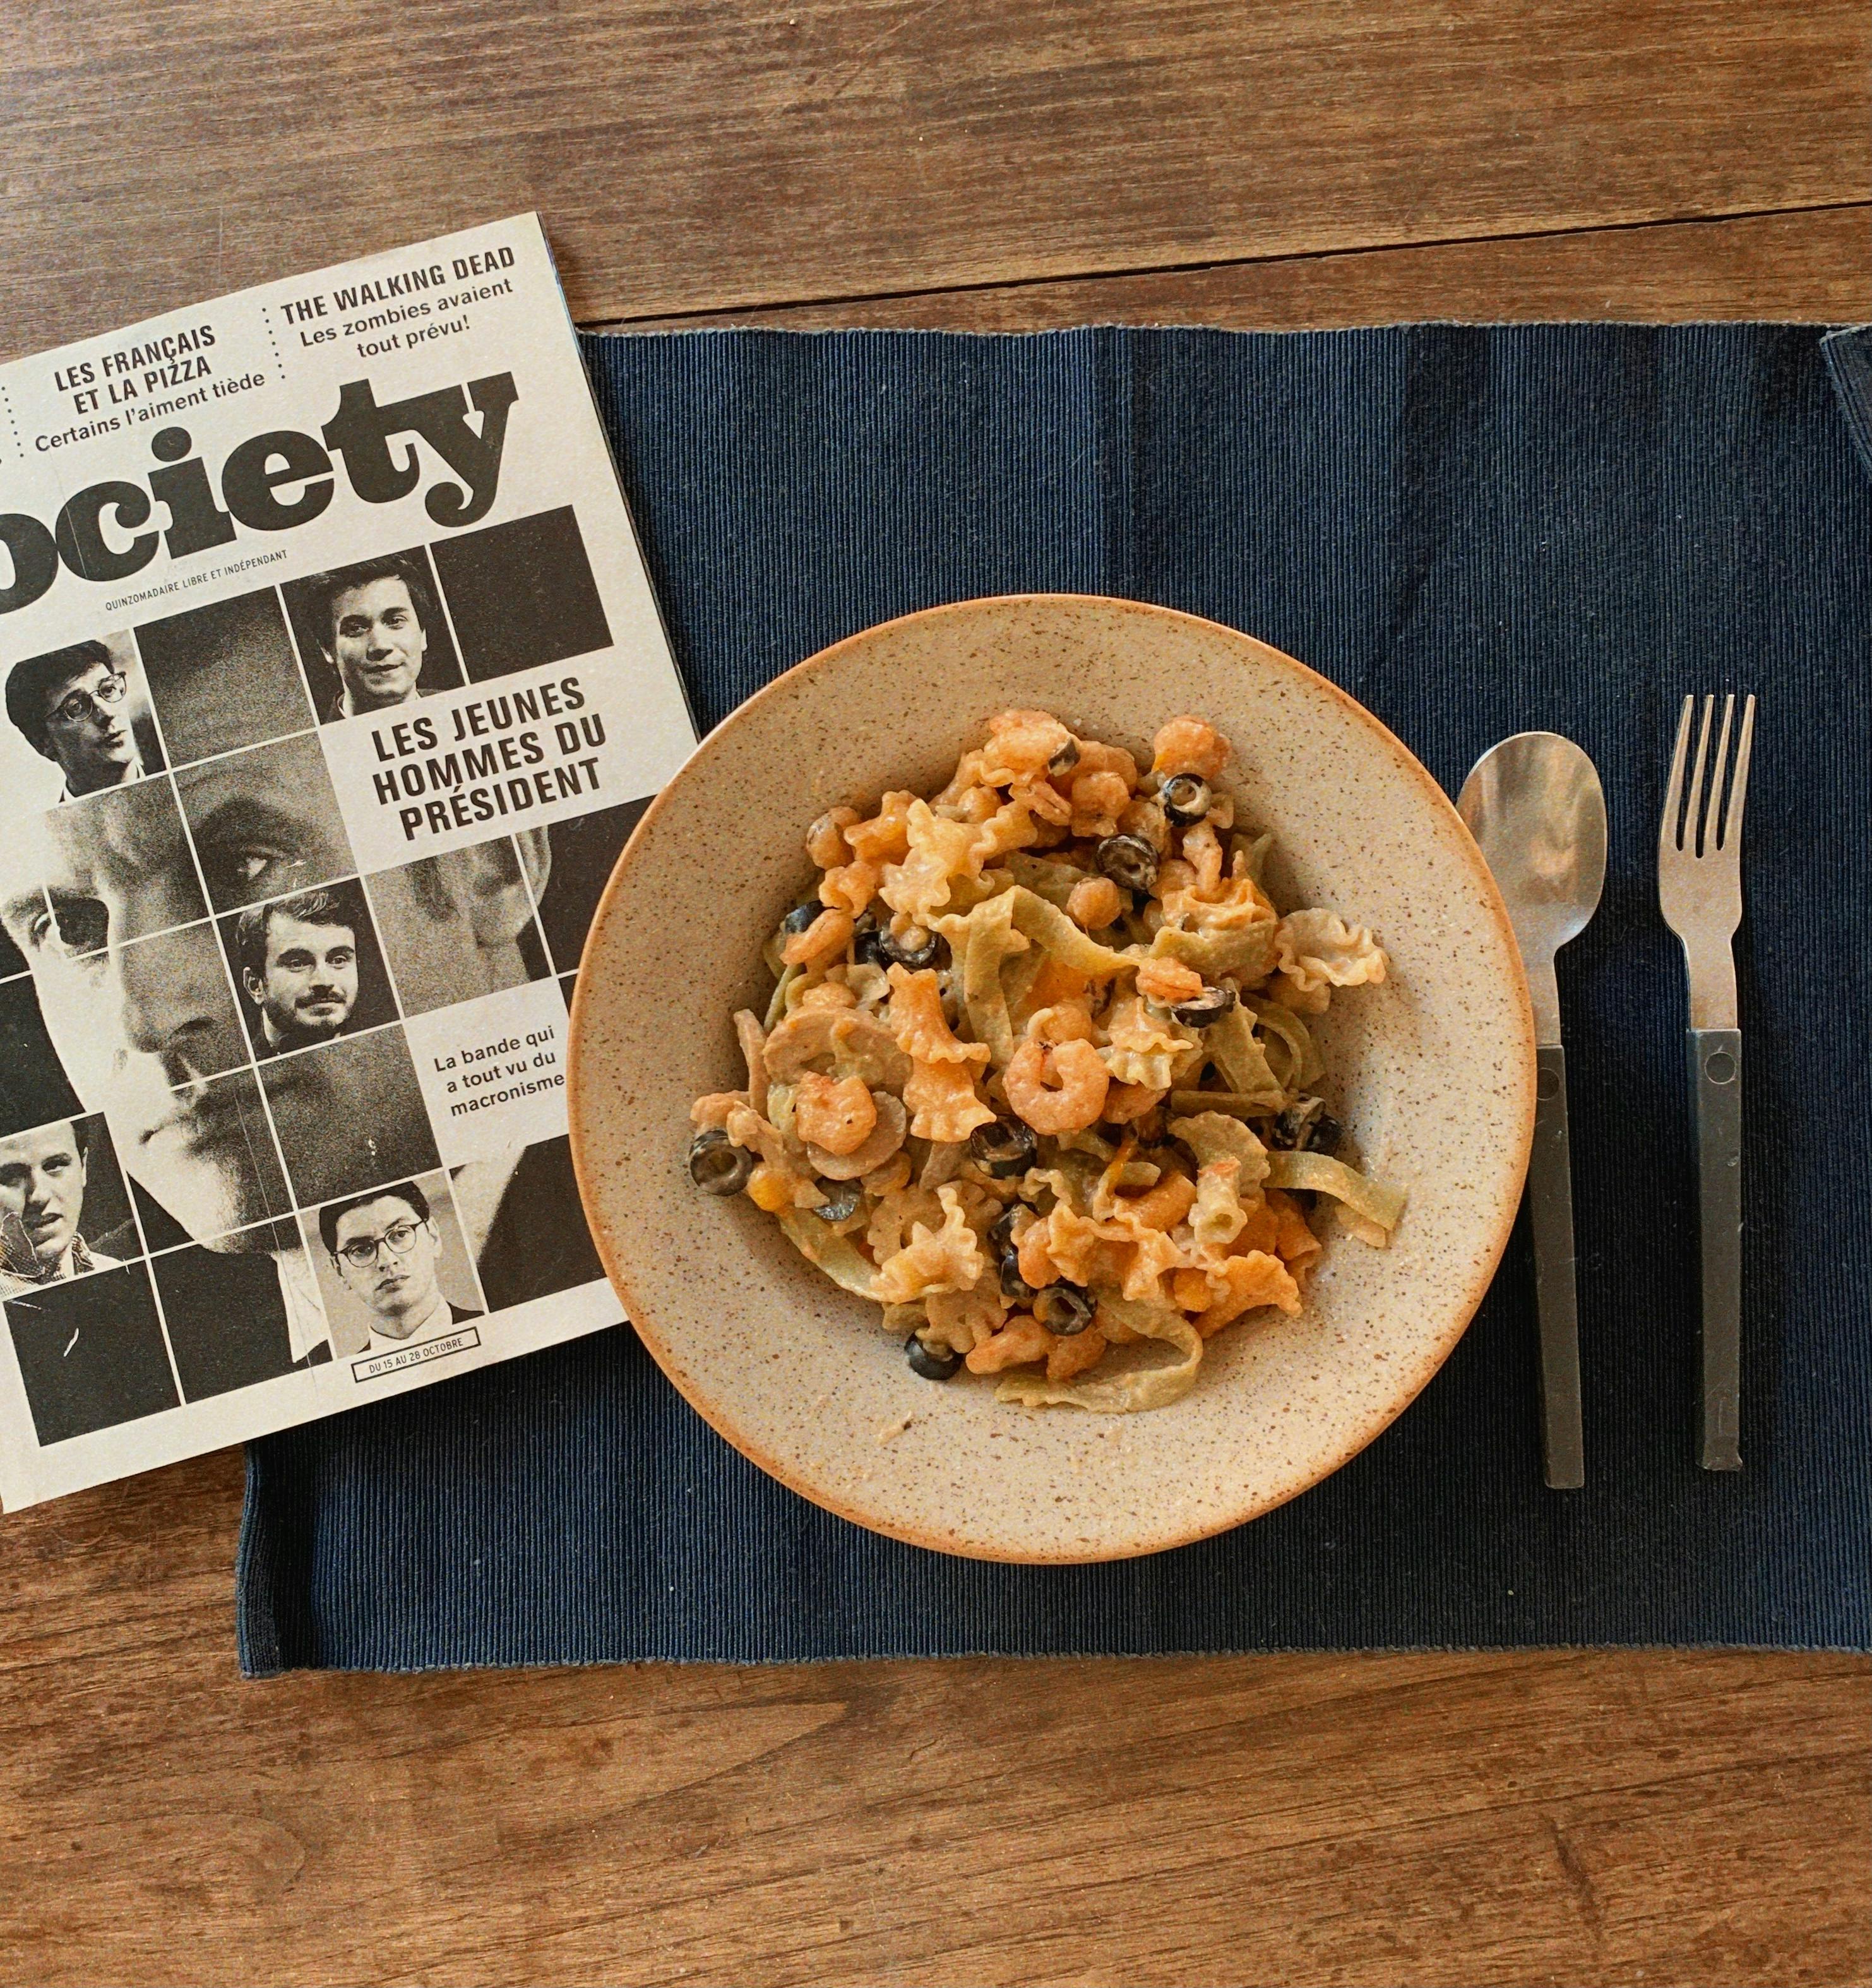 LES FRANÇAIS
ET LA PIZZA
Certains l'aiment tiède
THE WALKING DEAD
Les zombies avaient
tout prévu!
ociety
QUINZOMADAIRE LIBRE ET INDÉPENDANT
LES JEUNES
HOMMES DU
PRÉSIDENT
La bande qui
a tout vu du
macronisme
DU 15 AU 28 OCTOBRE